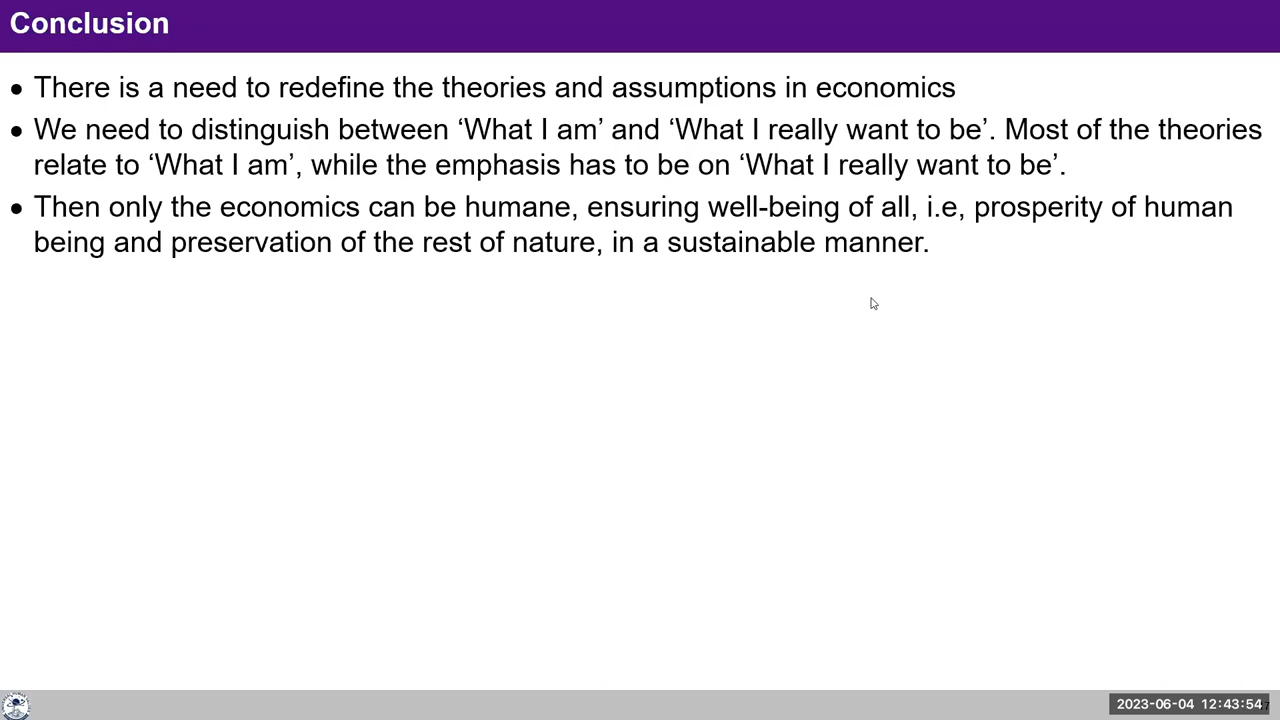 Conclusion
• There is a need to redefine the theories and assumptions in economics
• We need to distinguish between ‘What I am’ and ‘What I really want to be’. Most of the theories
relate to ‘What I am’, while the emphasis has to be on ‘What I really want to be’.
• Then only the economics can be humane, ensuring well-being of all, i.e, prosperity of human
being and preservation of the rest of nature, in a sustainable manner.
2023-06-04 12:43:54